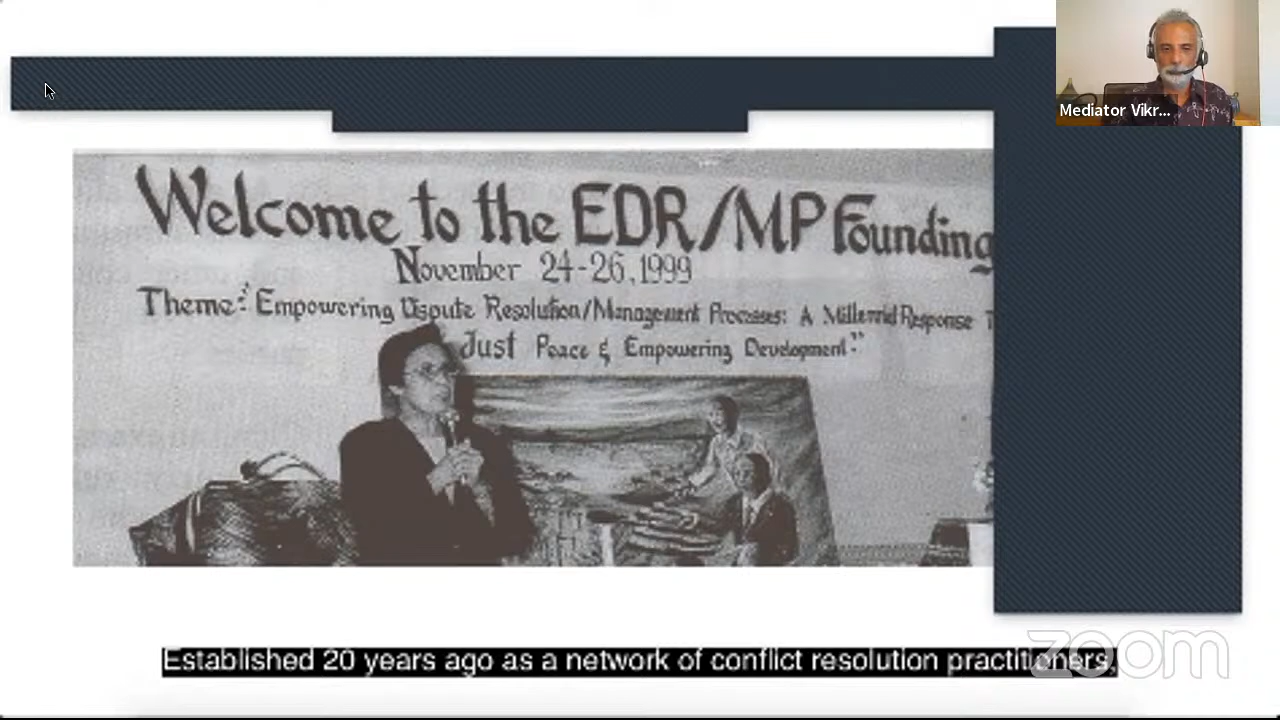 Mediator Vikr...
Welcome to the EDR/MP Founding
November 24-26, 1999
Theme: "Empowering Dispute Resolution/Management Processes: A Millennial Response T
Just Peace & Empowering Development."
Established 20 years ago as a network of conflict resolution practitioners,
zoom